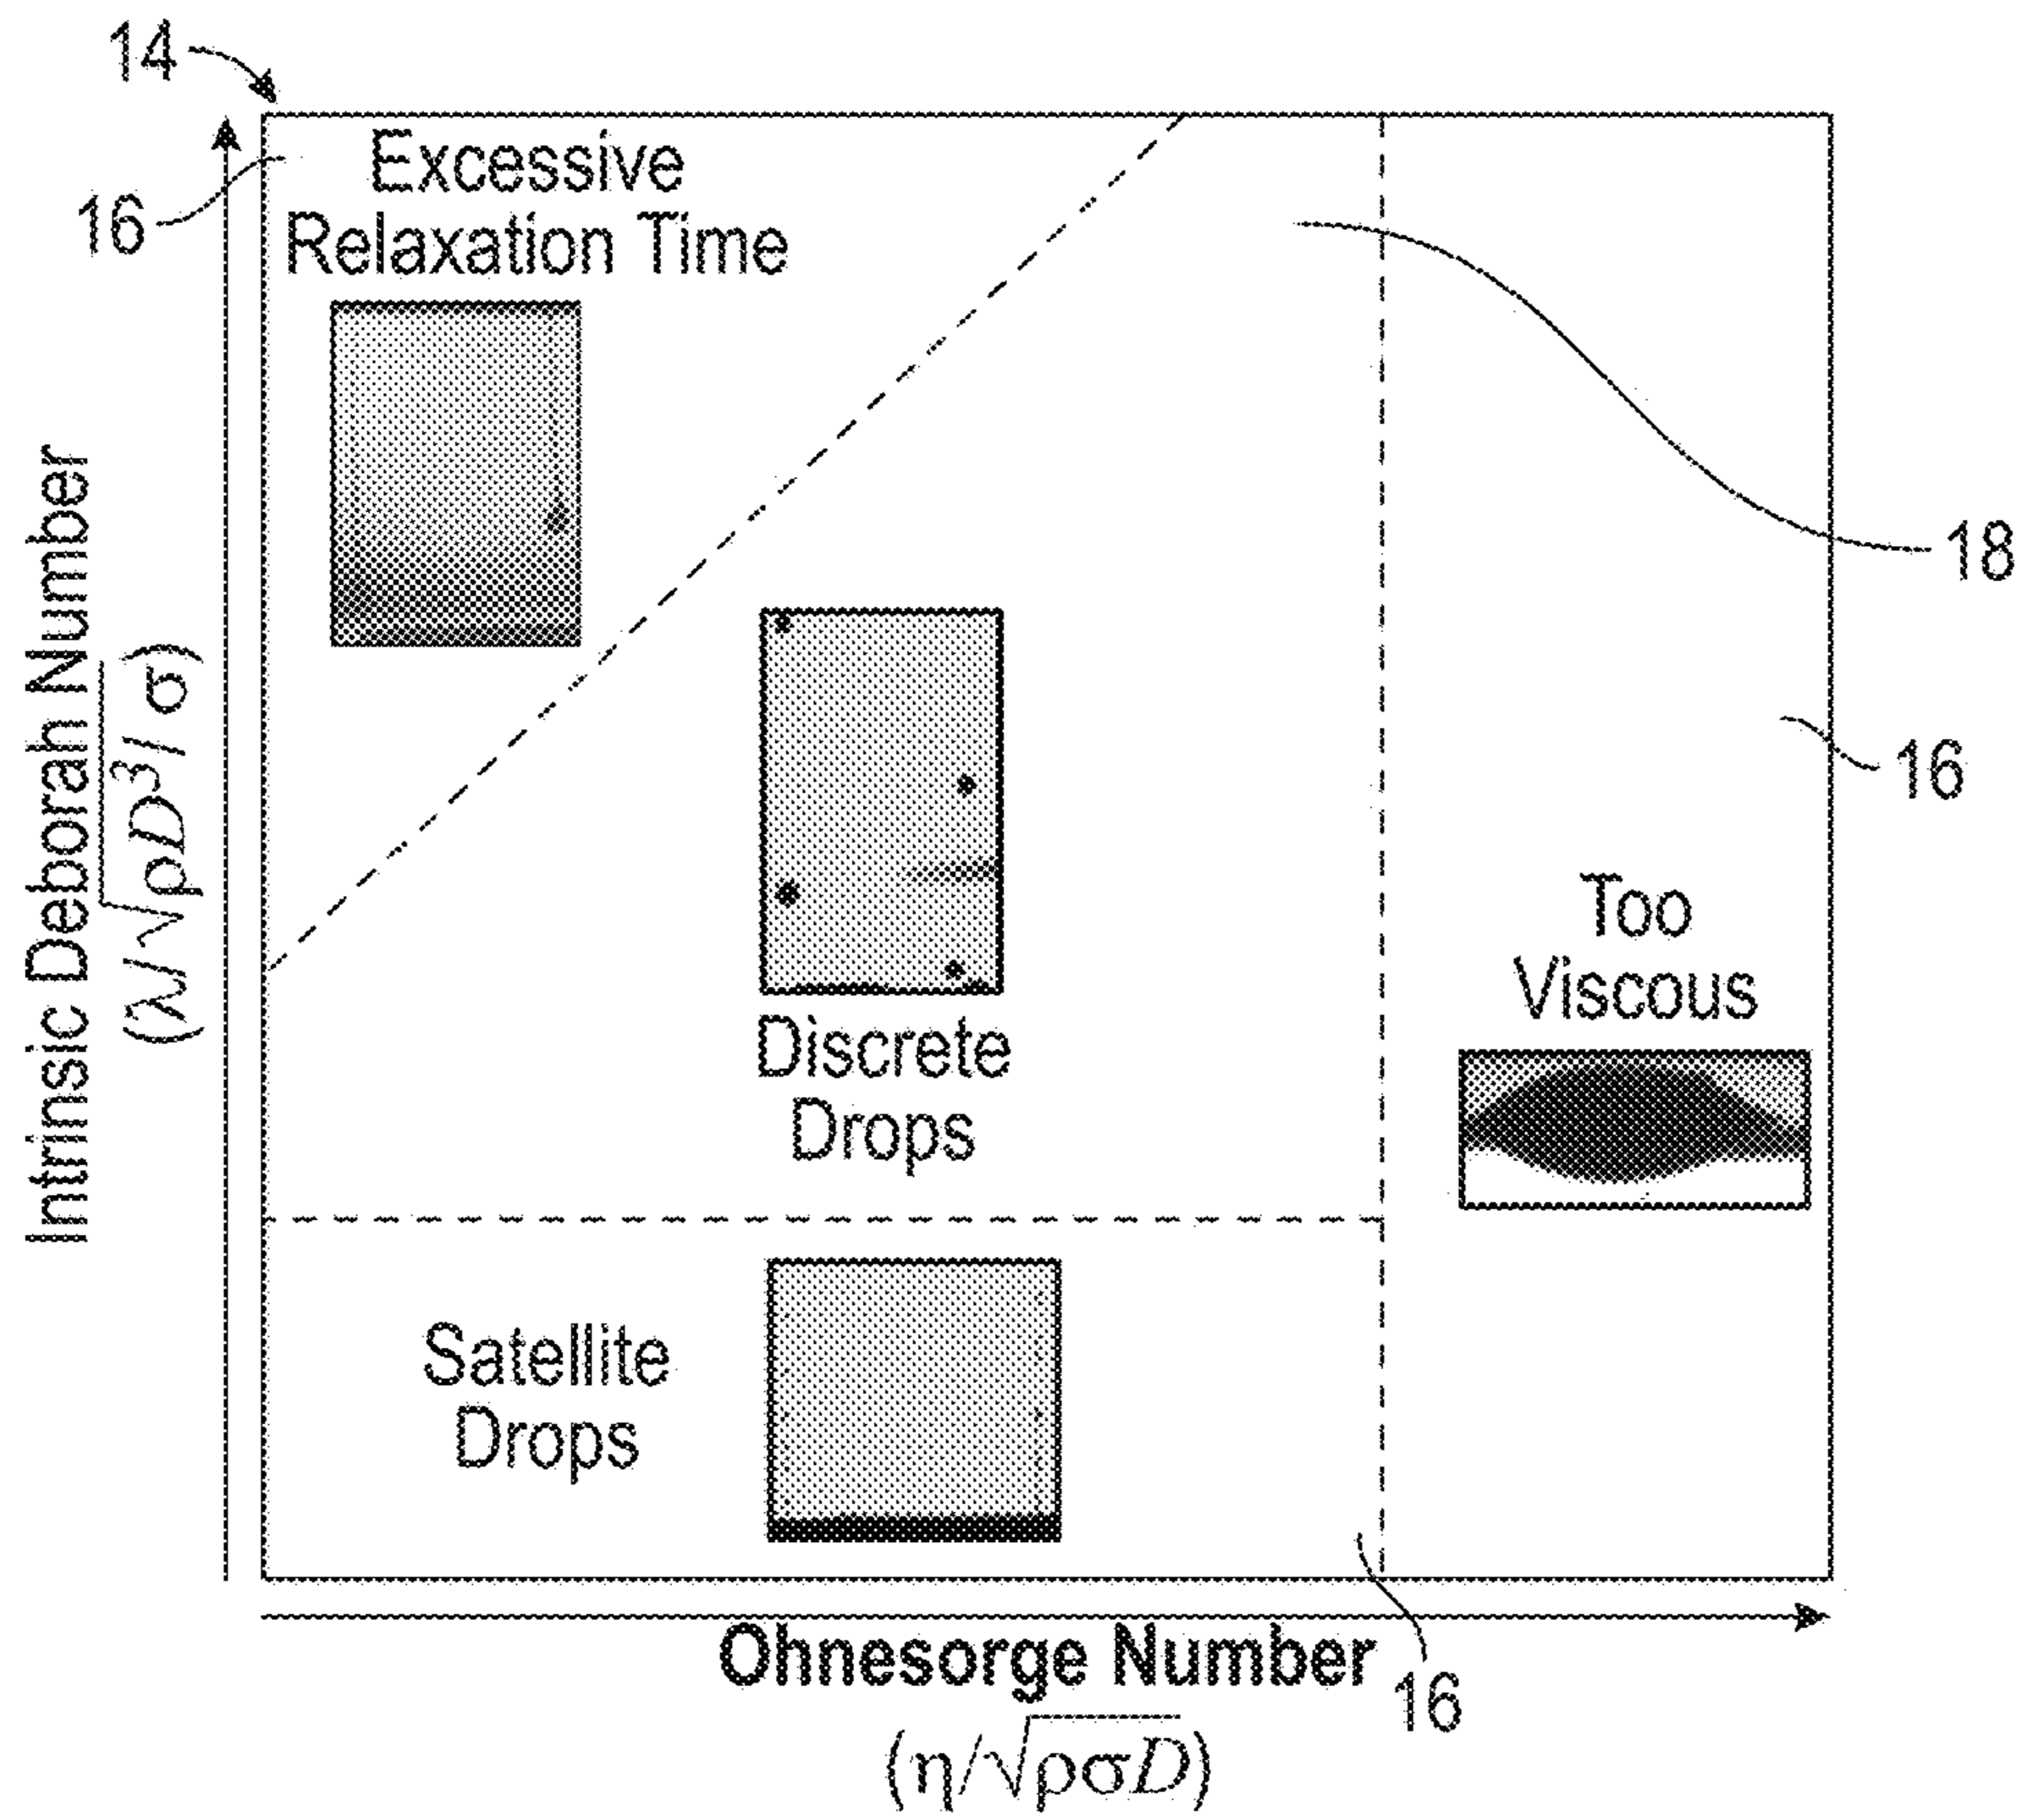 14
16
Excessive
Relaxation Time
18
16
Intrinsic Deborah Number
(λ/√ρD³/ σ)
Discrete
Drops
Too
Viscous
Satellite
Drops
Ohnesorge Number
16
(η/√ρσD)